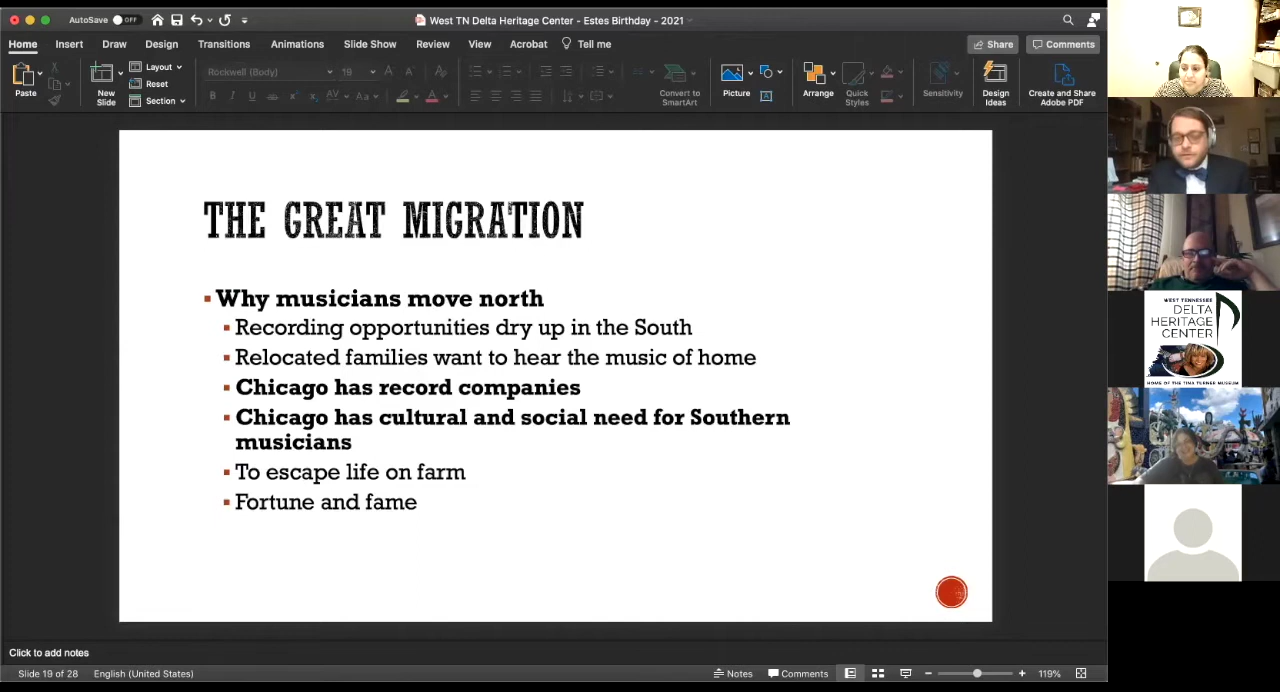 AutoSave OFF
West TN Delta Heritage Center - Estes Birthday - 2021
Home Insert Draw Design Transitions Animations Slide Show Review View Acrobat Tell me
Share Comments
Paste
New Slide
Layout
Reset
Section
Rockwell (Body) 19
Convert to SmartArt
Picture
Arrange
Quick Styles
Sensitivity
Design Ideas
Create and Share Adobe PDF
THE GREAT MIGRATION
Why musicians move north
Recording opportunities dry up in the South
Relocated families want to hear the music of home
Chicago has record companies
Chicago has cultural and social need for Southern
musicians
To escape life on farm
Fortune and fame
WEST TENNESSEE
DELTA
HERITAGE
CENTER
HOME OF THE TINA TURNER MUSEUM
Click to add notes
Slide 19 of 28 English (United States) Notes Comments 119%